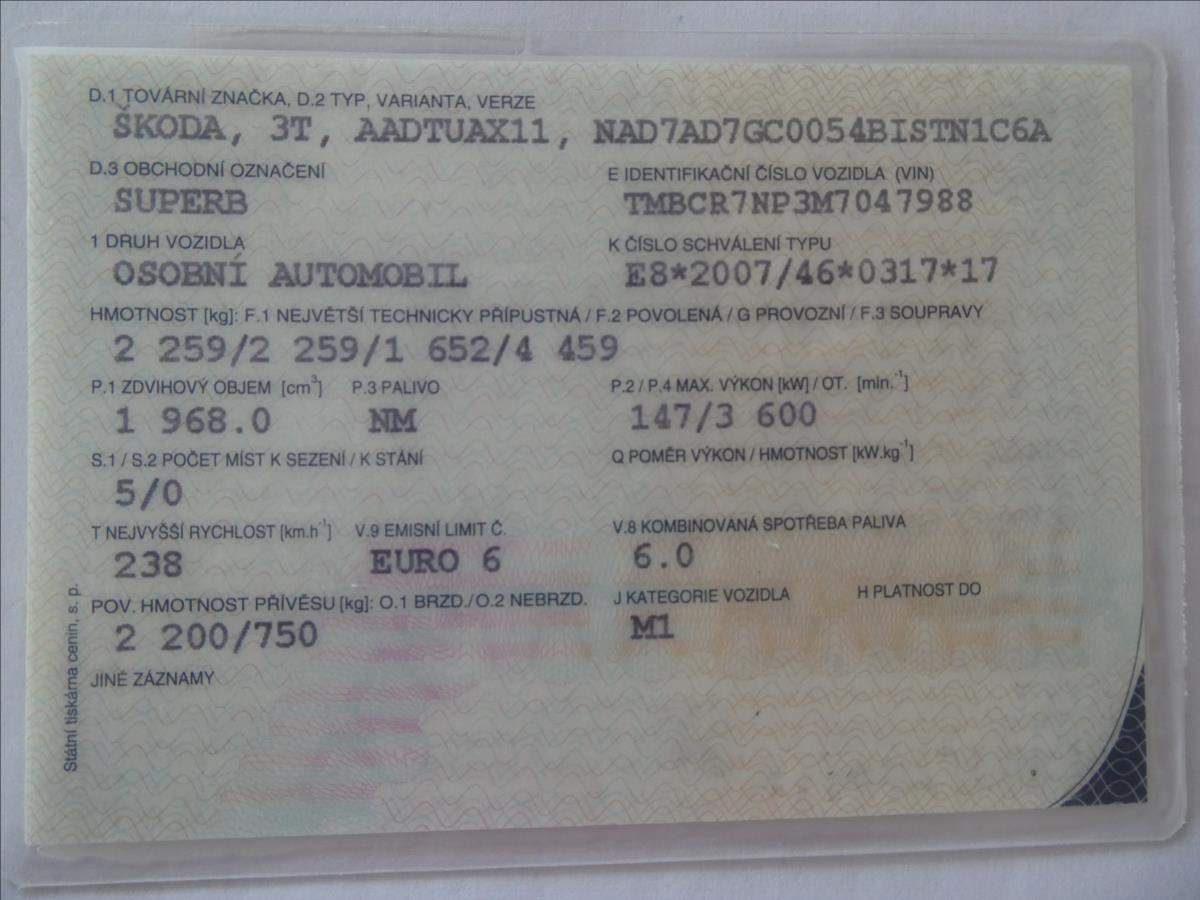 D.1 TOVÁRNÍ ZNAČKA, D.2 TYP, VARIANTA, VERZE
ŠKODA, 3T, AADTUAX11, NAD7AD7GC0054BISTN1C6A
D.3 OBCHODNÍ OZNAČENÍ E IDENTIFIKAČNÍ ČÍSLO VOZIDLA (VIN)
SUPERB TMBCR7NP3M7047988
1 DRUH VOZIDLA K ČÍSLO SCHVÁLENÍ TYPU
OSOBNÍ AUTOMOBIL E8*2007/46*0317*17
HMOTNOST [kg]: F.1 NEJVĚTŠÍ TECHNICKY PŘÍPUSTNÁ / F.2 POVOLENÁ / G PROVOZNÍ / F.3 SOUPRAVY
2 259/2 259/1 652/4 459
P.1 ZDVIHOVÝ OBJEM [cm³] P.3 PALIVO P.2 / P.4 MAX. VÝKON [kW] / OT. [min.⁻¹]
1 968.0 NM 147/3 600
S.1 / S.2 POČET MÍST K SEZENÍ / K STÁNÍ Q POMĚR VÝKON / HMOTNOST [kW.kg⁻¹]
5/0
T NEJVYŠŠÍ RYCHLOST [km.h⁻¹] V.9 EMISNÍ LIMIT Č. V.8 KOMBINOVANÁ SPOTŘEBA PALIVA
238 EURO 6 6.0
POV. HMOTNOST PŘÍVĚSU [kg]: O.1 BRZD./O.2 NEBRZD. J KATEGORIE VOZIDLA H PLATNOST DO
2 200/750 M1
JINÉ ZÁZNAMY
Státní tiskárna cenin, s. p.